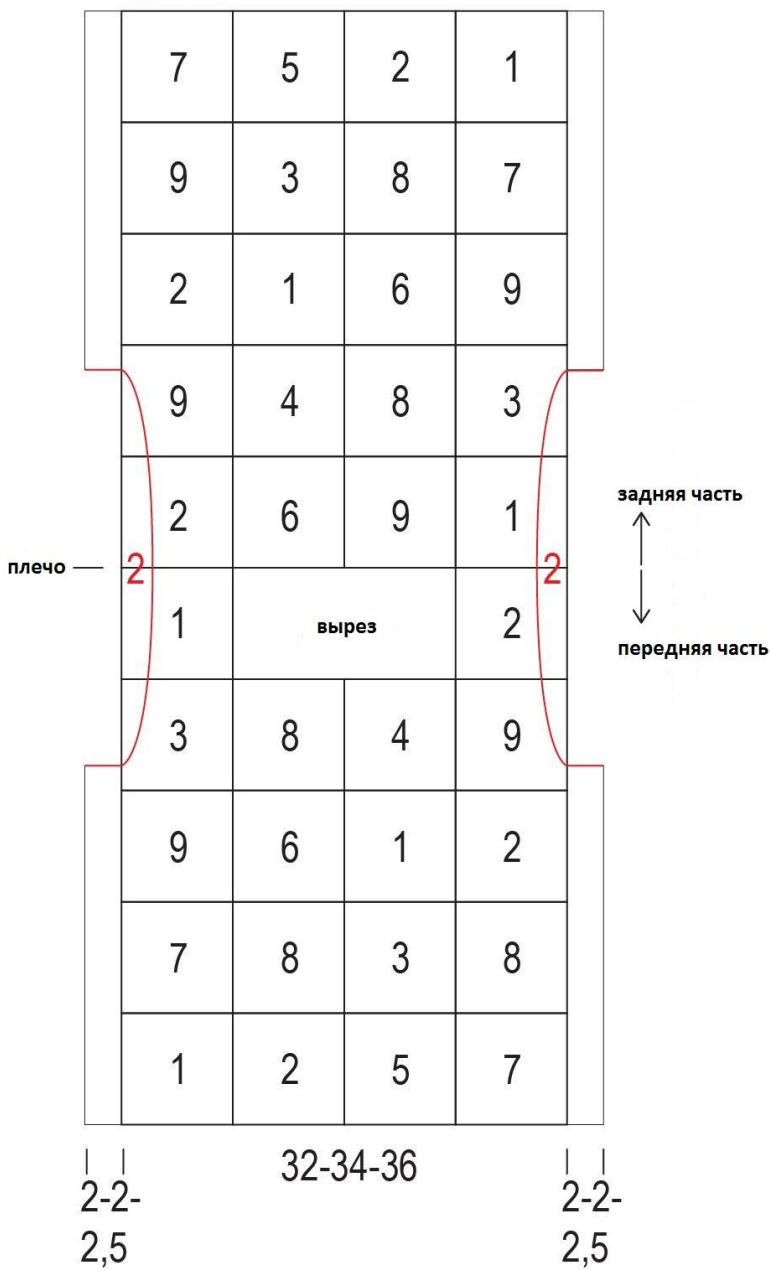 7 5 2 1
9 3 8 7
2 1 6 9
9 4 8 3
задняя часть
2 6 9 1
плечо 2 2
1 вырез 2
передняя часть
3 8 4 9
9 6 1 2
7 8 3 8
1 2 5 7
32-34-36
2-2- 2-2-
2,5 2,5